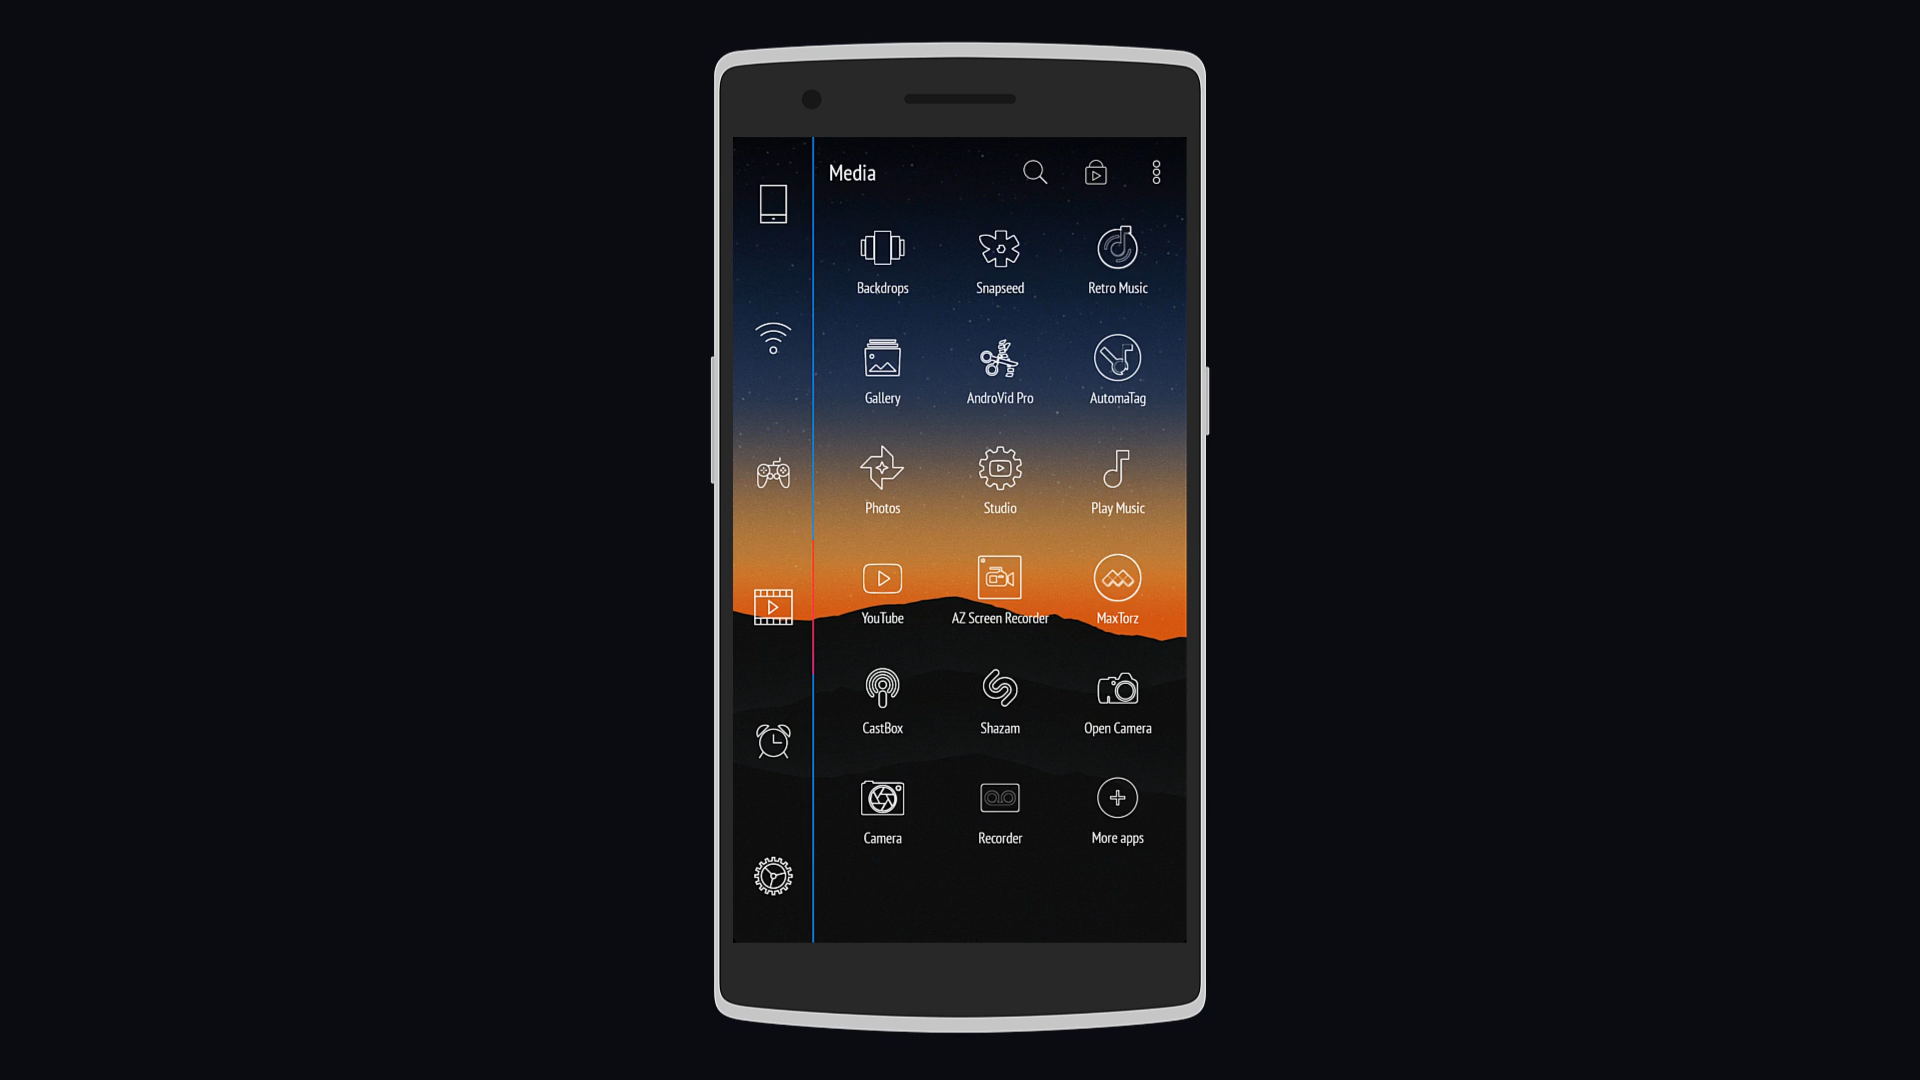 Media
Backdrops
Snapseed
Retro Music
Gallery
AndroVid Pro
AutomaTag
Photos
Studio
Play Music
YouTube
AZ Screen Recorder
MaxTorz
CastBox
Shazam
Open Camera
Camera
Recorder
More apps